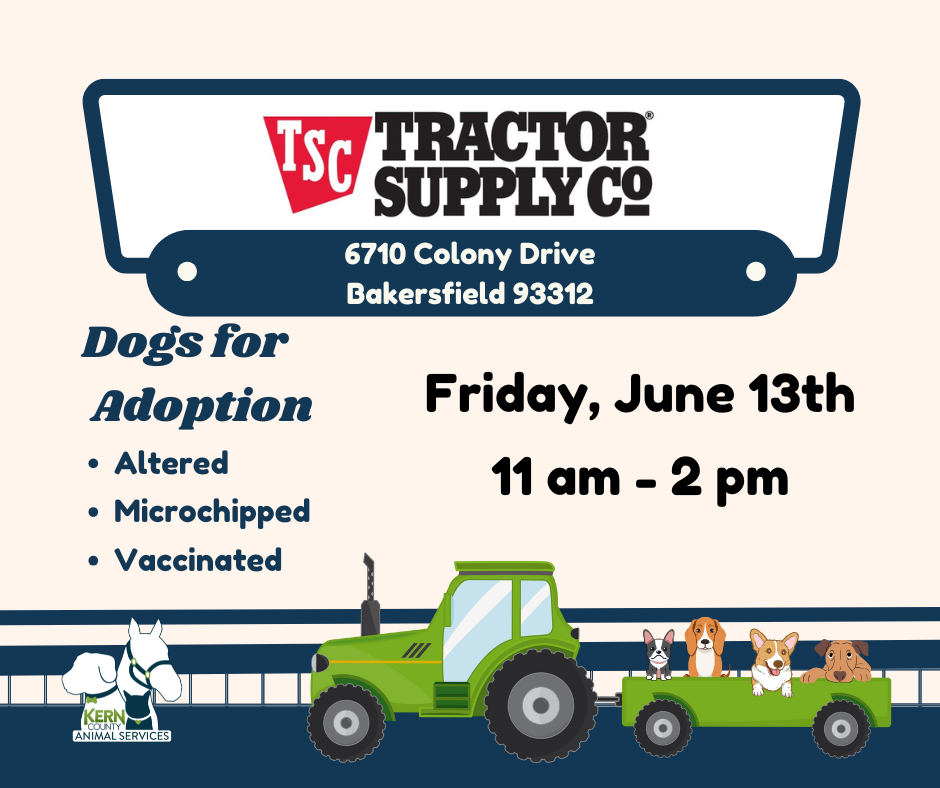 TSC
TRACTOR®
SUPPLY CO
6710 Colony Drive
Bakersfield 93312
Dogs for
Adoption
• Altered
• Microchipped
• Vaccinated
Friday, June 13th
11 am - 2 pm
KERN
COUNTY
ANIMAL SERVICES